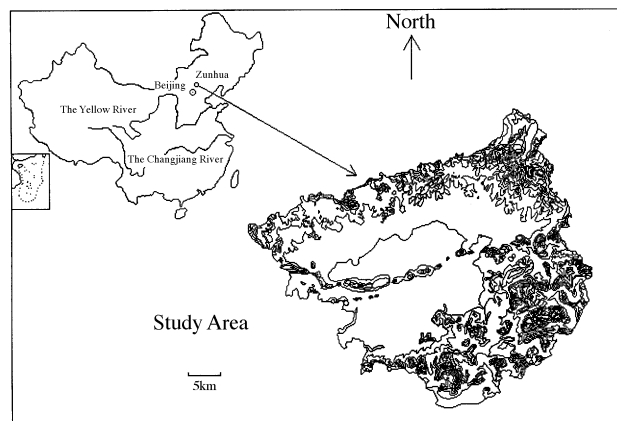 North
Zunhua
Beijing
The Yellow River
The Changjiang River
Study Area
5km